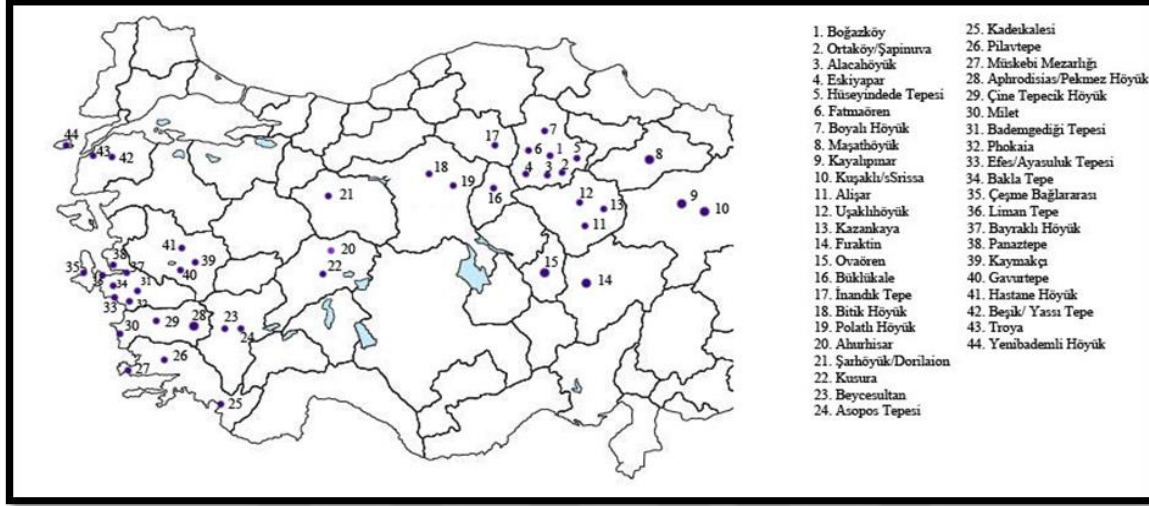 7
17
6 1 5
44
43 42
4 3 2
8
18
19
16
21
12
13
9
10
11
41
39
20
38
37
40
22
35
34 31
33
32
15
14
30
29
28
23
24
26
27
25
1. Boğazköy
2. Ortaköy/Şapinuva
3. Alacahöyük
4. Eskiyapar
5. Hüseyindede Tepesi
6. Fatmaören
7. Boyalı Höyük
8. Maşathöyük
9. Kayalıpınar
10. Kuşaklı/sSrissa
11. Alişar
12. Uşaklıhöyük
13. Kazankaya
14. Fıraktin
15. Ovaören
16. Büklükale
17. İnandık Tepe
18. Bitik Höyük
19. Polatlı Höyük
20. Ahurhisar
21. Şarhöyük/Dorilaion
22. Kusura
23. Beycesultan
24. Asopos Tepesi
25. Kadeıkalesi
26. Pilavtepe
27. Müskebi Mezarlığı
28. Aphrodisias/Pekmez Höyük
29. Çine Tepecik Höyük
30. Milet
31. Bademgediği Tepesi
32. Phokaia
33. Efes/Ayasuluk Tepesi
34. Bakla Tepe
35. Çeşme Bağlararası
36. Liman Tepe
37. Bayraklı Höyük
38. Panaztepe
39. Kaymakçı
40. Gavurtepe
41. Hastane Höyük
42. Beşik/ Yassı Tepe
43. Troya
44. Yenibademli Höyük